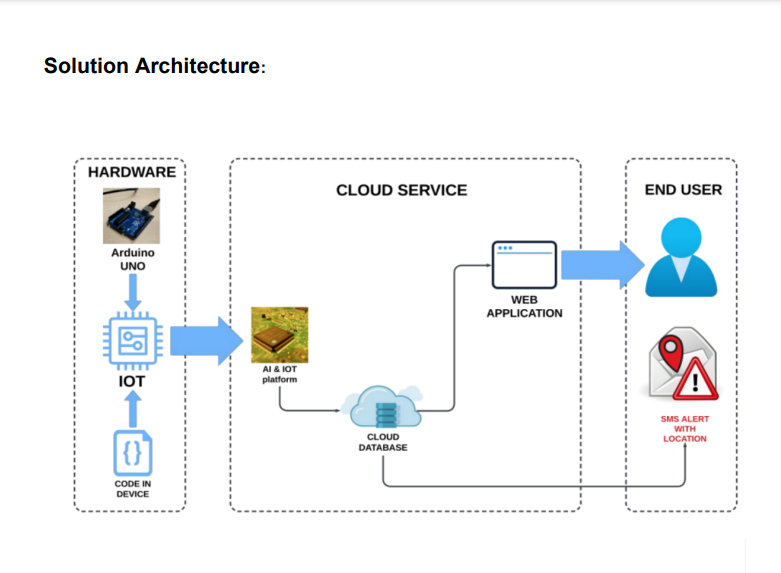 Solution Architecture:
HARDWARE
Arduino
UNO
IOT
CODE IN
DEVICE
CLOUD SERVICE
AI & IOT
platform
CLOUD
DATABASE
WEB
APPLICATION
END USER
SMS ALERT
WITH
LOCATION